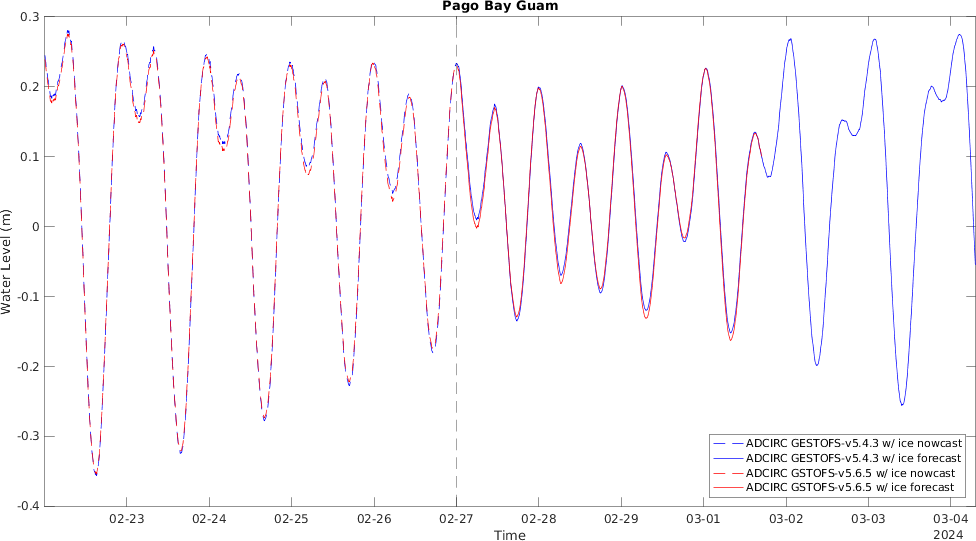 Pago Bay Guam
Water Level (m)
0.3
0.2
0.1
0
-0.1
-0.2
-0.3
-0.4
02-23
02-24
02-25
02-26
02-27
02-28
02-29
03-01
03-02
03-03
03-04
2024
Time
ADCIRC GESTOFS-v5.4.3 w/ ice nowcast
ADCIRC GESTOFS-v5.4.3 w/ ice forecast
ADCIRC GSTOFS-v5.6.5 w/ ice nowcast
ADCIRC GSTOFS-v5.6.5 w/ ice forecast